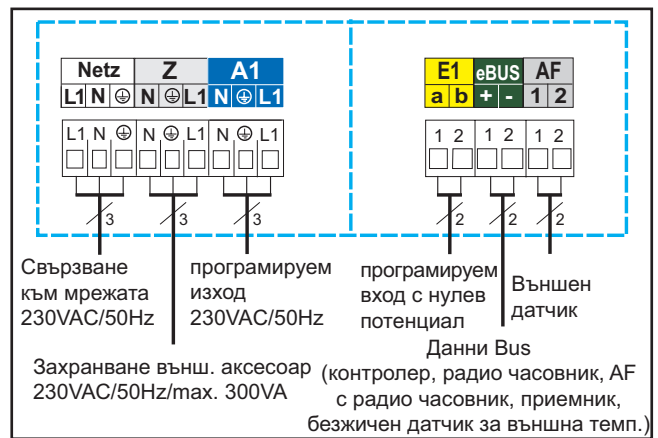 Netz Z A1
L1 N ⏚ N ⏚ L1 N ⏚ L1
L1 N ⏚ N ⏚ L1 N ⏚ L1
3 3 3
E1 eBUS AF
a b + - 1 2
1 2 1 2 1 2
2 2 2
Свързване
към мрежата
230VAC/50Hz
програмируем
изход
230VAC/50Hz
Захранване външ. аксесоар
230VAC/50Hz/max. 300VA
програмируем
вход с нулев
потенциал
Външен
датчик
Данни Bus
(контролер, радио часовник, AF
с радио часовник, приемник,
безжичен датчик за външна темп.)